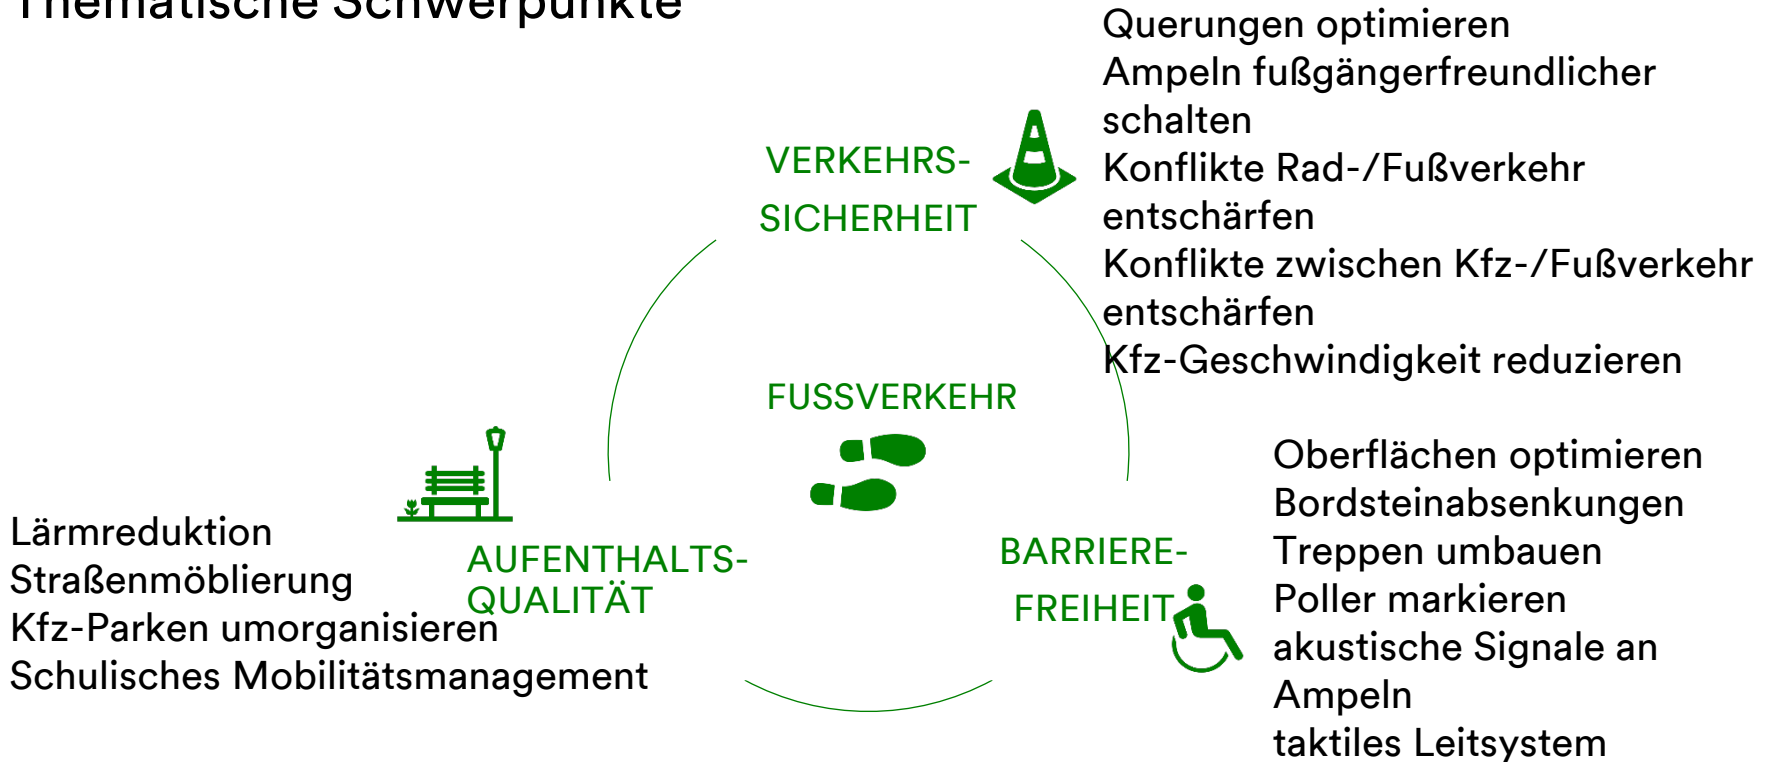 Thematische Schwerpunkte
Querungen optimieren
Ampeln fußgängerfreundlicher
schalten
Konflikte Rad-/Fußverkehr
entschärfen
Konflikte zwischen Kfz-/Fußverkehr
entschärfen
Kfz-Geschwindigkeit reduzieren
VERKEHRS-
SICHERHEIT
FUSSVERKEHR
Lärmreduktion
Straßenmöblierung
Kfz-Parken umorganisieren
Schulisches Mobilitätsmanagement
AUFENTHALTS-
QUALITÄT
BARRIERE-
FREIHEIT
Oberflächen optimieren
Bordsteinabsenkungen
Treppen umbauen
Poller markieren
akustische Signale an
Ampeln
taktiles Leitsystem